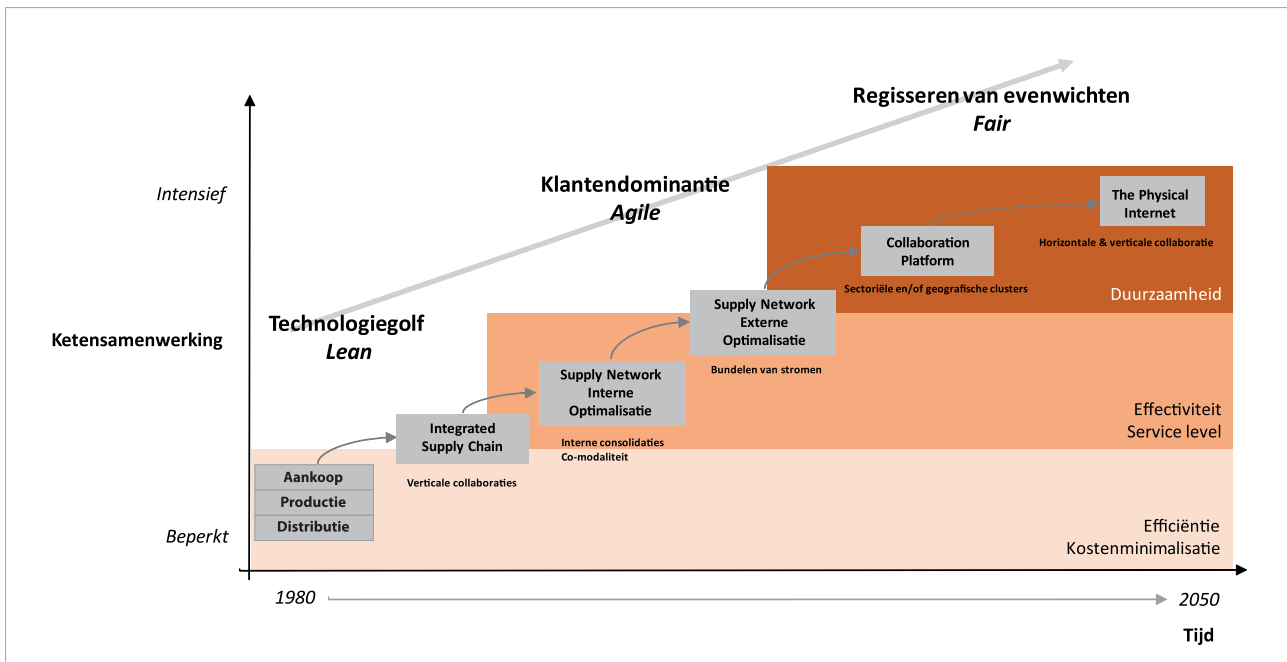 Regisseren van evenwichten
Fair
Klantendominantie
Agile
Technologiegolf
Lean
Intensief
Ketensamenwerking
Beperkt
The Physical
Internet
Horizontale & verticale collaboratie
Collaboration
Platform
Sectoriële en/of geografische clusters
Duurzaamheid
Supply Network
Externe
Optimalisatie
Bundelen van stromen
Supply Network
Interne
Optimalisatie
Interne consolidaties
Co-modaliteit
Effectiviteit
Service level
Integrated
Supply Chain
Verticale collaboraties
Aankoop
Productie
Distributie
Efficiëntie
Kostenminimalisatie
1980
2050
Tijd